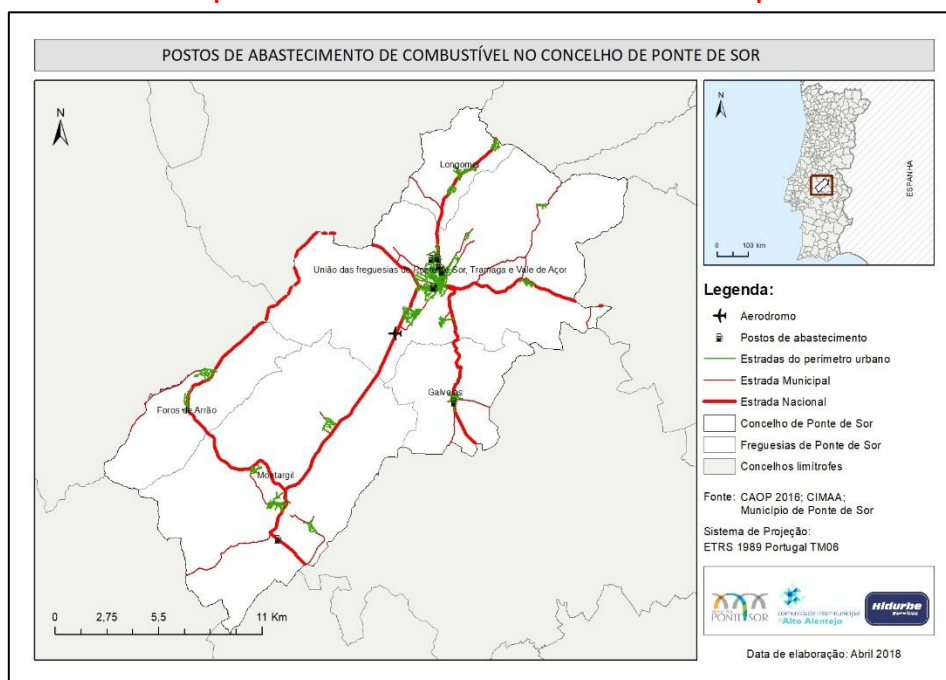 POSTOS DE ABASTECIMENTO DE COMBUSTÍVEL NO CONCELHO DE PONTE DE SOR
N
Longomel
União das freguesias de Ponte de Sor, Tramaga e Vale de Açor
Galveias
Foros de Arrão
Montargil
0 2,75 5,5 11 Km
N
ESPANHA
0 100 km
Legenda:
Aerodromo
Postos de abastecimento
Estradas do perímetro urbano
Estrada Municipal
Estrada Nacional
Concelho de Ponte de Sor
Freguesias de Ponte de Sor
Concelhos limítrofes
Fonte: CAOP 2016; CIMAA;
Município de Ponte de Sor
Sistema de Projeção:
ETRS 1989 Portugal TM06
PONTE SOR
comunidade intermunicipal
do Alto Alentejo
Hidurbe
Data de elaboração: Abril 2018